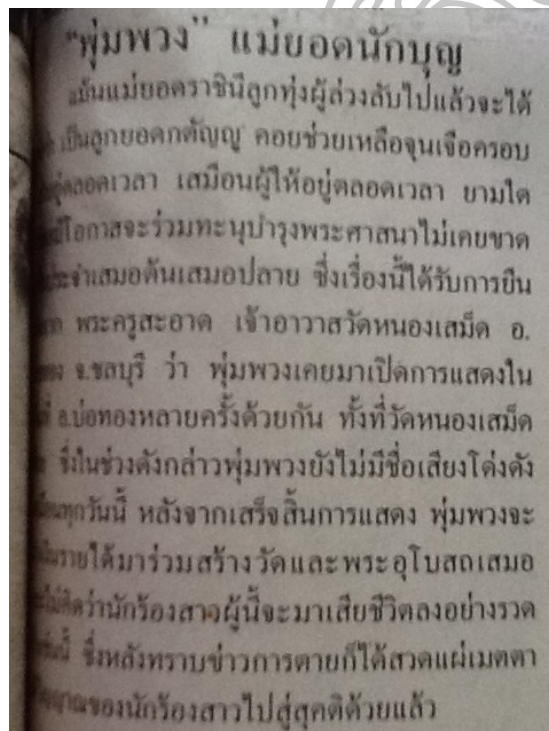 “พุ่มพวง” แม่ยอดนักบุญ
แม้นแม่ยอดราชินีลูกทุ่งผู้ล่วงลับไปแล้วจะได้
เป็นลูกยอดกตัญญู คอยช่วยเหลือจุนเจือครอบ
ตลอดเวลา เสมือนผู้ให้อยู่ตลอดเวลา ยามใด
โอกาสจะร่วมทะนุบำรุงพระศาสนาไม่เคยขาด
ประจำเสมอต้นเสมอปลาย ซึ่งเรื่องนี้ได้รับการยืน
พระครูสะอาด เจ้าอาวาสวัดหนองเสม็ด อ.
จ.ชลบุรี ว่า พุ่มพวงเคยมาเปิดการแสดงใน
อ.บ่อทองหลายครั้งด้วยกัน ทั้งที่วัดหนองเสม็ด
ซึ่งในช่วงดังกล่าวพุ่มพวงยังไม่มีชื่อเสียงโด่งดัง
ทุกวันนี้ หลังจากเสร็จสิ้นการแสดง พุ่มพวงจะ
รายได้มาร่วมสร้างวัดและพระอุโบสถเสมอ
ไม่คิดว่านักร้องสาวผู้นี้จะมาเสียชีวิตลงอย่างรวด
ซึ่งหลังทราบข่าวการตายก็ได้สวดแผ่เมตตา
ของนักร้องสาวไปสู่สุคติด้วยแล้ว